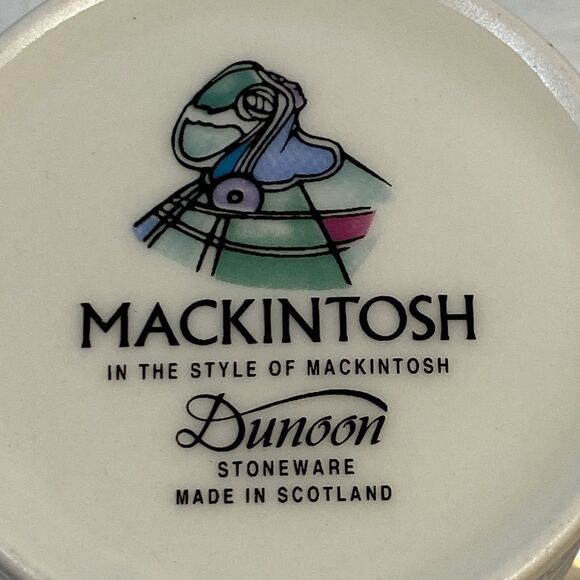 MACKINTOSH
IN THE STYLE OF MACKINTOSH
Dunoon
STONEWARE
MADE IN SCOTLAND